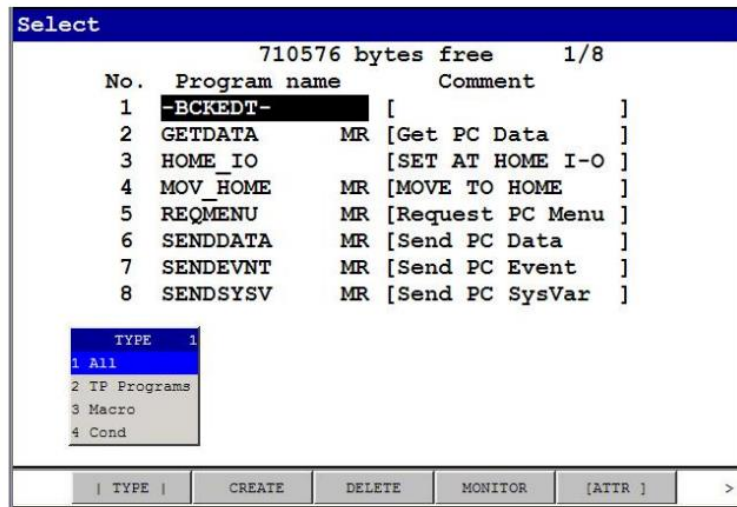 Select
710576 bytes free 1/8
No. Program name Comment
1 -BCKEDT- [ ]
2 GETDATA MR [Get PC Data ]
3 HOME_IO [SET AT HOME I-O ]
4 MOV_HOME MR [MOVE TO HOME ]
5 REQMENU MR [Request PC Menu ]
6 SENDDATA MR [Send PC Data ]
7 SENDEVNT MR [Send PC Event ]
8 SENDSYSV MR [Send PC SysVar ]
TYPE 1
1 All
2 TP Programs
3 Macro
4 Cond
| TYPE | CREATE DELETE MONITOR [ATTR ] >